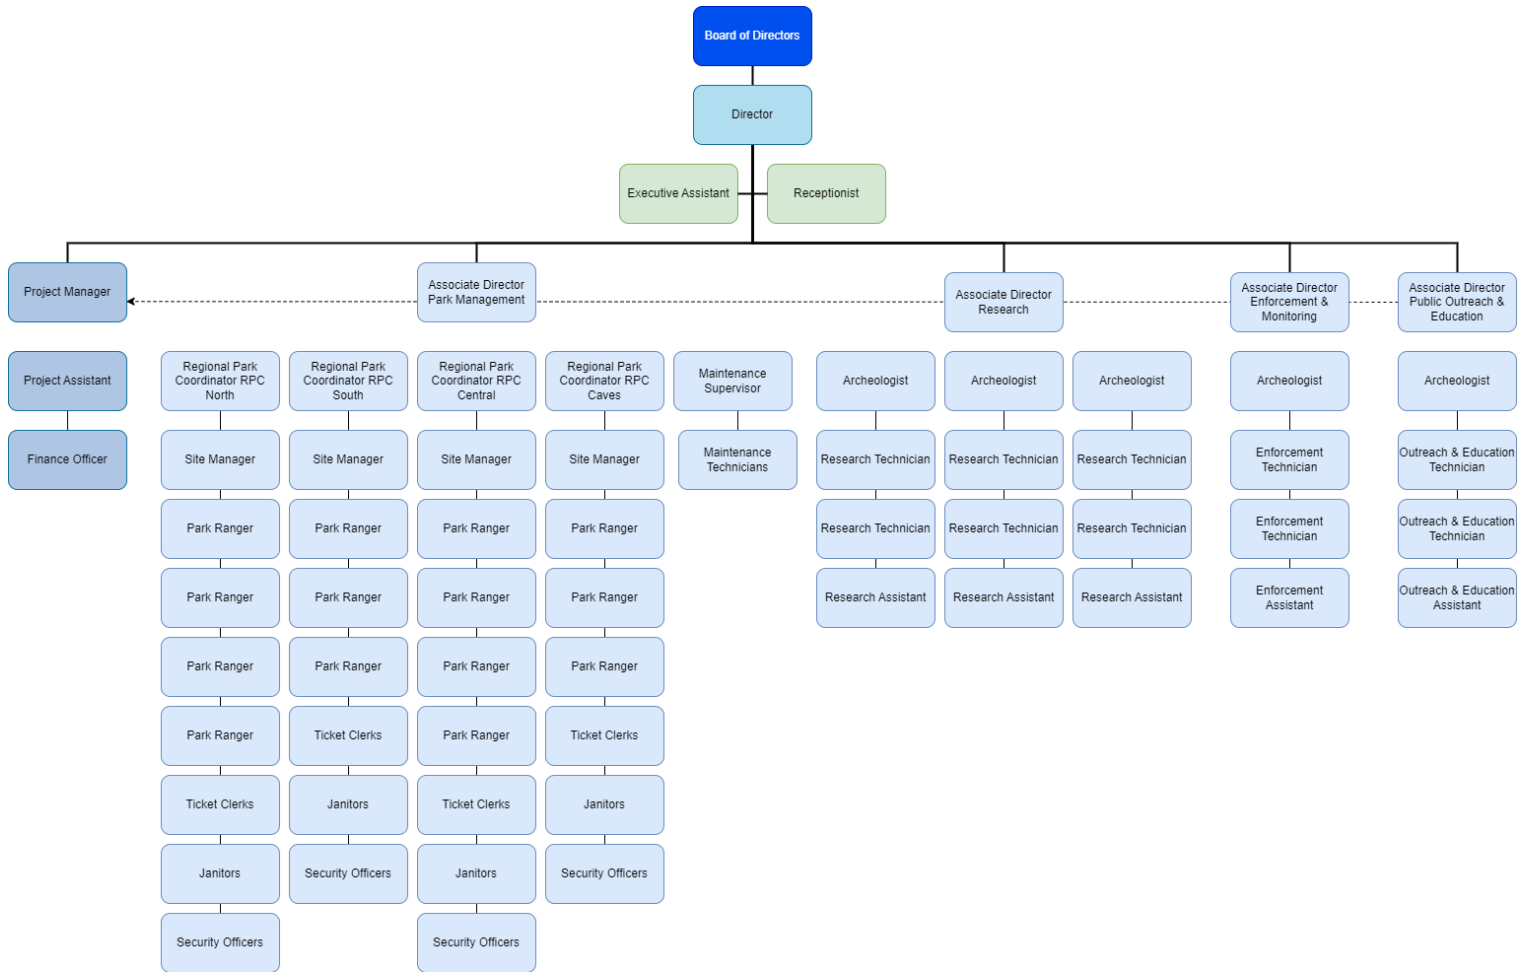 Board of Directors
Director
Executive Assistant
Receptionist
Project Manager
Associate Director
Park Management
Associate Director
Research
Associate Director
Enforcement &
Monitoring
Associate Director
Public Outreach &
Education
Project Assistant
Regional Park
Coordinator RPC
North
Regional Park
Coordinator RPC
South
Regional Park
Coordinator RPC
Central
Regional Park
Coordinator RPC
Caves
Maintenance
Supervisor
Archeologist
Archeologist
Archeologist
Archeologist
Archeologist
Finance Officer
Site Manager
Site Manager
Site Manager
Site Manager
Maintenance
Technicians
Research Technician
Research Technician
Research Technician
Enforcement
Technician
Outreach & Education
Technician
Park Ranger
Park Ranger
Park Ranger
Park Ranger
Research Technician
Research Technician
Research Technician
Enforcement
Technician
Outreach & Education
Technician
Park Ranger
Park Ranger
Park Ranger
Park Ranger
Research Assistant
Research Assistant
Research Assistant
Enforcement
Assistant
Outreach & Education
Assistant
Park Ranger
Park Ranger
Park Ranger
Park Ranger
Park Ranger
Ticket Clerks
Park Ranger
Ticket Clerks
Ticket Clerks
Janitors
Ticket Clerks
Janitors
Janitors
Security Officers
Janitors
Security Officers
Security Officers
Security Officers